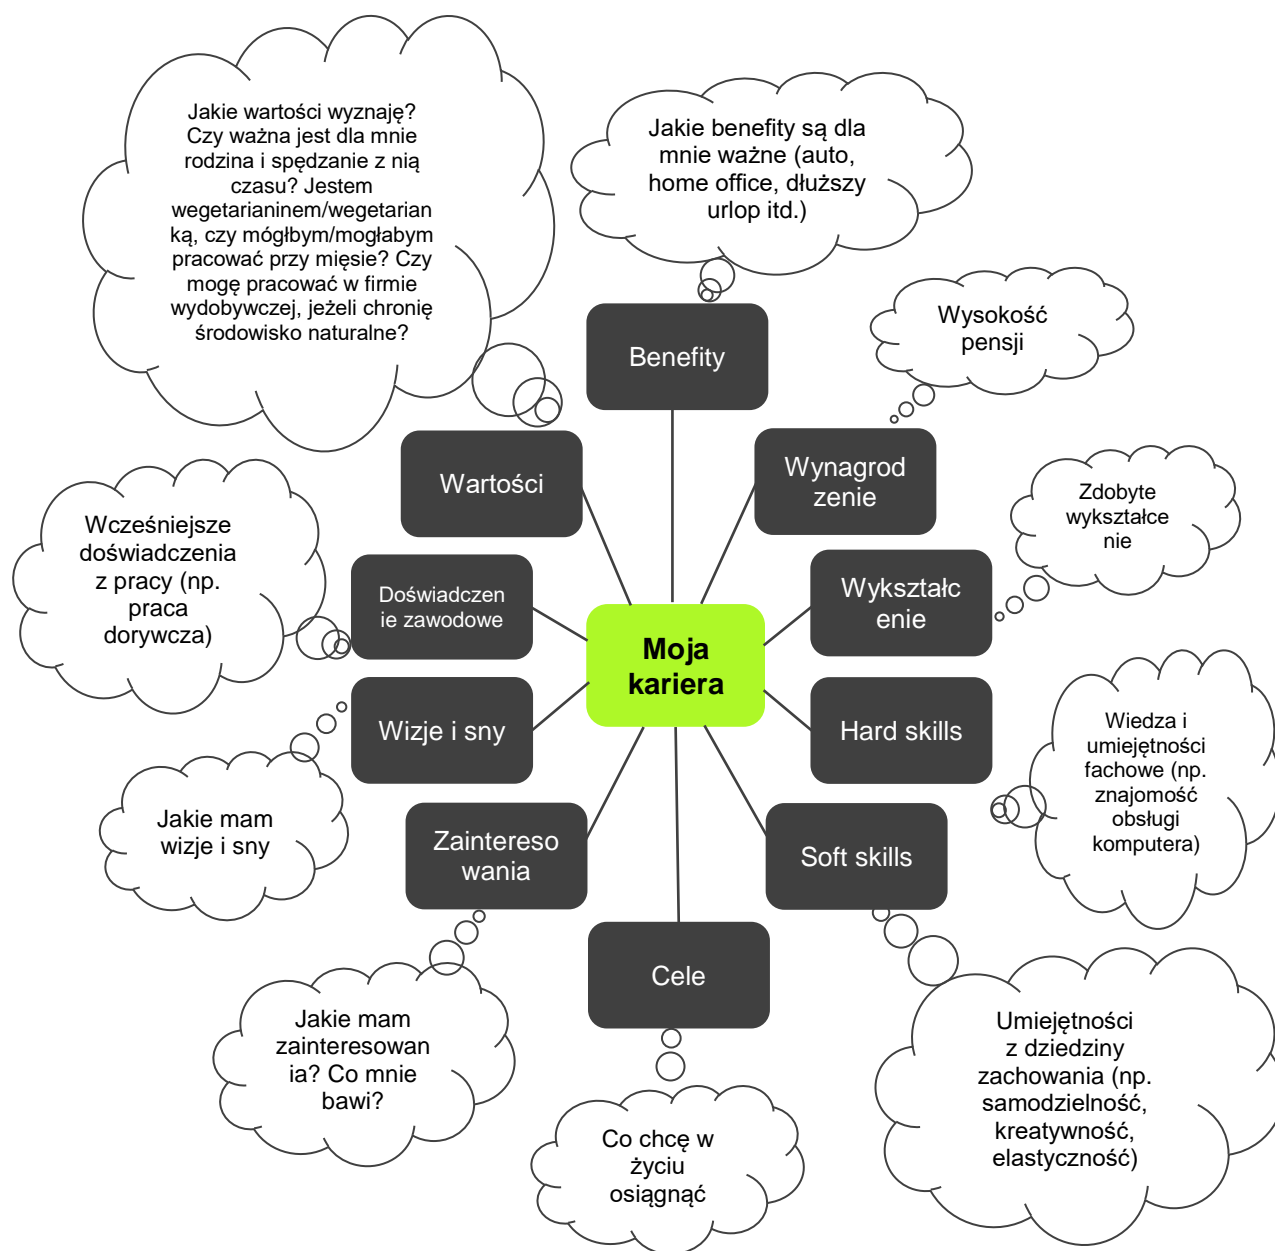 Jakie wartości wyznaję?
Czy ważna jest dla mnie
rodzina i spędzanie z nią
czasu? Jestem
wegetarianinem/wegetarian
ką, czy mógłbym/mogłabym
pracować przy mięsie? Czy
mogę pracować w firmie
wydobywczej, jeżeli chronię
środowisko naturalne?
Jakie benefity są dla
mnie ważne (auto,
home office, dłuższy
urlop itd.)
Benefity
Wysokość
pensji
Wartości
Wynagrod
zenie
Zdobyte
wykształce
nie
Wcześniejsze
doświadczenia
z pracy (np.
praca
dorywcza)
Doświadczen
ie zawodowe
Wykształc
enie
Moja
kariera
Wizje i sny
Hard skills
Wiedza i
umiejętności
fachowe (np.
znajomość
obsługi
komputera)
Jakie mam
wizje i sny
Zaintereso
wania
Soft skills
Cele
Jakie mam
zainteresowan
ia? Co mnie
bawi?
Umiejętności
z dziedziny
zachowania (np.
samodzielność,
kreatywność,
elastyczność)
Co chcę w
życiu
osiągnąć